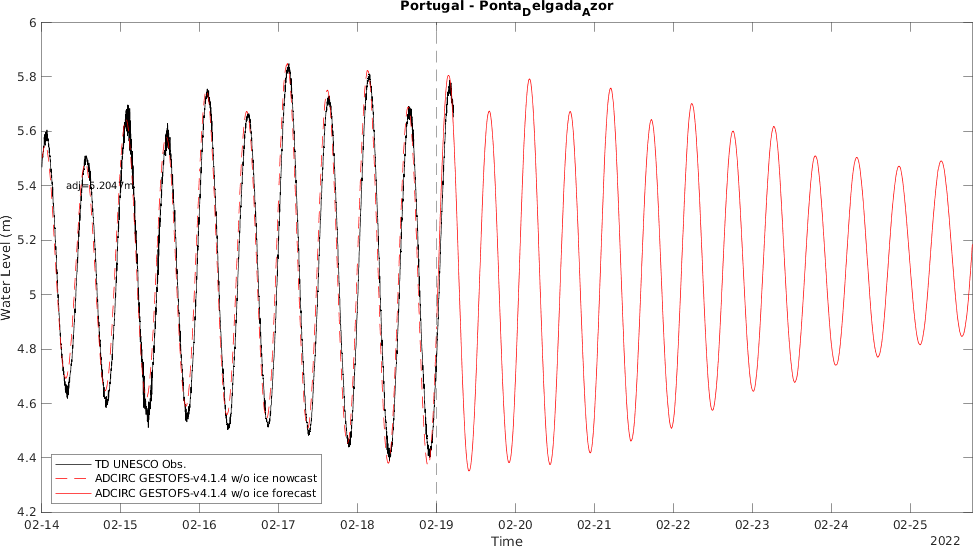 Portugal - Ponta_Delgada_Azor
Water Level (m)
6
5.8
5.6
5.4
5.2
5
4.8
4.6
4.4
4.2
adj=5.2047m
TD UNESCO Obs.
ADCIRC GESTOFS-v4.1.4 w/o ice nowcast
ADCIRC GESTOFS-v4.1.4 w/o ice forecast
02-14 02-15 02-16 02-17 02-18 02-19 02-20 02-21 02-22 02-23 02-24 02-25
Time
2022